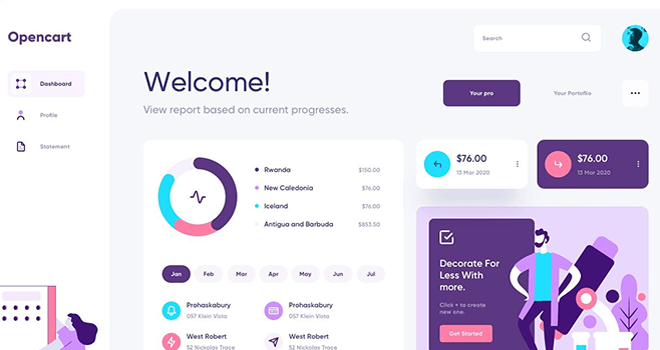 Opencart
Search
Dashboard
Profile
Statement
Welcome!
View report based on current progresses.
Your pro
Your Portoflio
Rwanda $150.00
New Caledonia $76.00
Iceland $76.00
Antigua and Barbuda $853.50
$76.00
13 Mar 2020
$76.00
13 Mar 2020
Jan Feb Mar Apr May Jun Jul
Prohaskabury
057 Klein Vista
Prohaskabury
057 Klein Vista
West Robert
52 Nickolas Trace
West Robert
52 Nickolas Trace
Decorate For
Less With
more.
Click + to create
new one.
Get Started